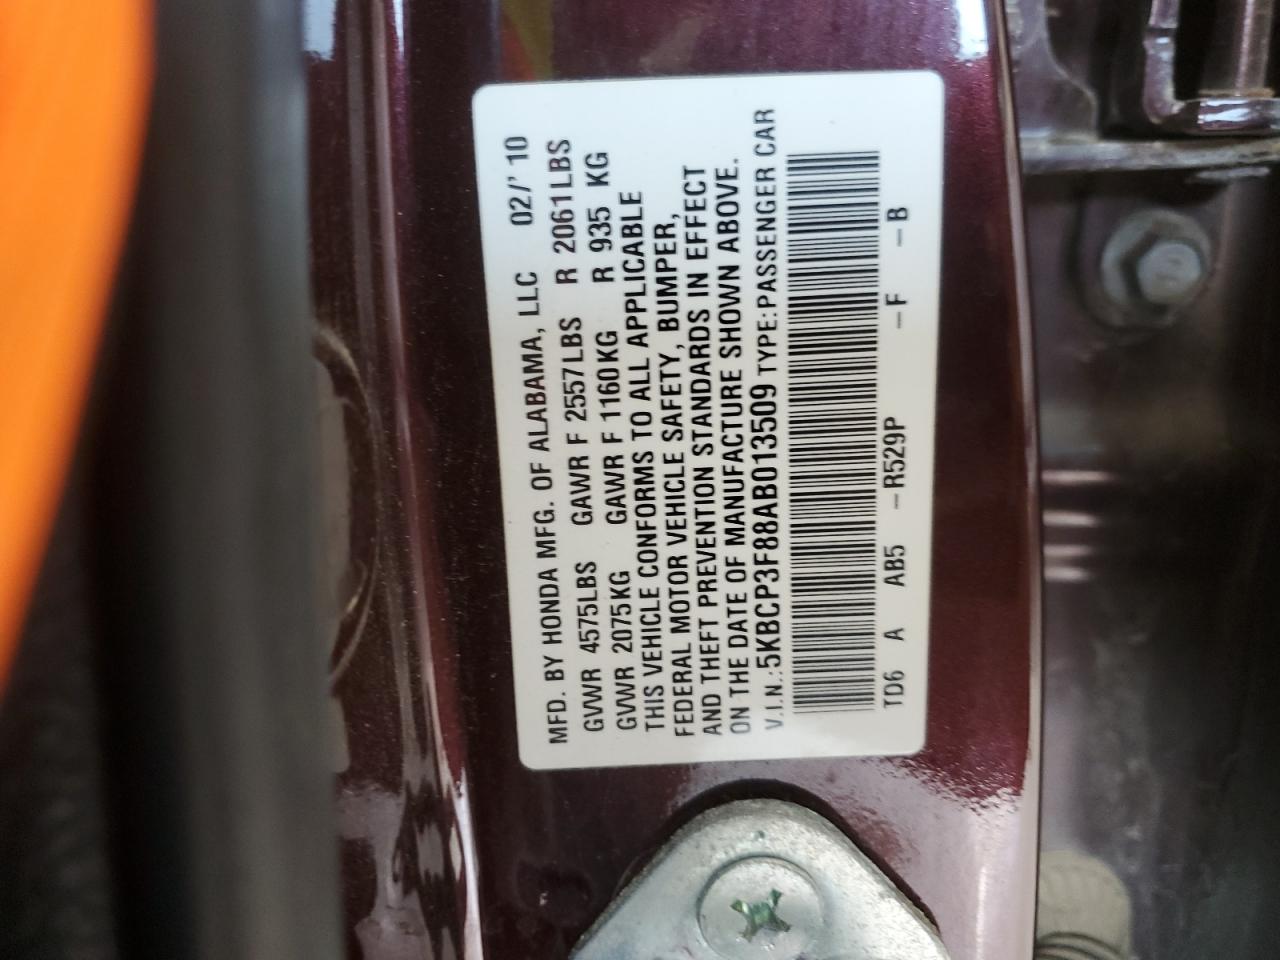 MFD. BY HONDA MFG. OF ALABAMA, LLC 02/'10
GVWR 4575LBS GAWR F 2557LBS R 2061LBS
GVWR 2075KG GAWR F 1160KG R 935 KG
THIS VEHICLE CONFORMS TO ALL APPLICABLE
FEDERAL MOTOR VEHICLE SAFETY, BUMPER,
AND THEFT PREVENTION STANDARDS IN EFFECT
ON THE DATE OF MANUFACTURE SHOWN ABOVE.
V.I.N.:5KBCP3F88AB013509 TYPE:PASSENGER CAR
TD6 A AB5 -R529P -F -B